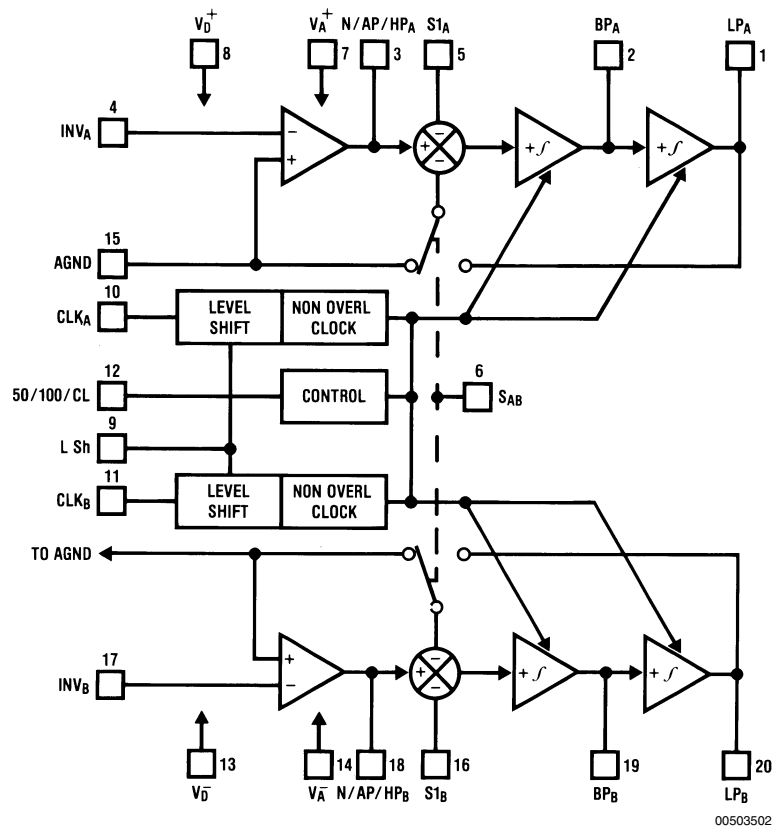 V_D^+ V_A^+ N/AP/HP_A S1_A BP_A LP_A
8 7 3 5 2 1
4
INV_A
−
+
+ − −
+∫ +∫
15
AGND
10
CLK_A LEVEL SHIFT NON OVERL CLOCK
12
50/100/CL CONTROL
6
S_AB
9
L Sh
11
CLK_B LEVEL SHIFT NON OVERL CLOCK
TO AGND
+
−
+ − −
+∫ +∫
17
INV_B
13 14 18 16 19 20
V_D^− V_A^− N/AP/HP_B S1_B BP_B LP_B
00503502